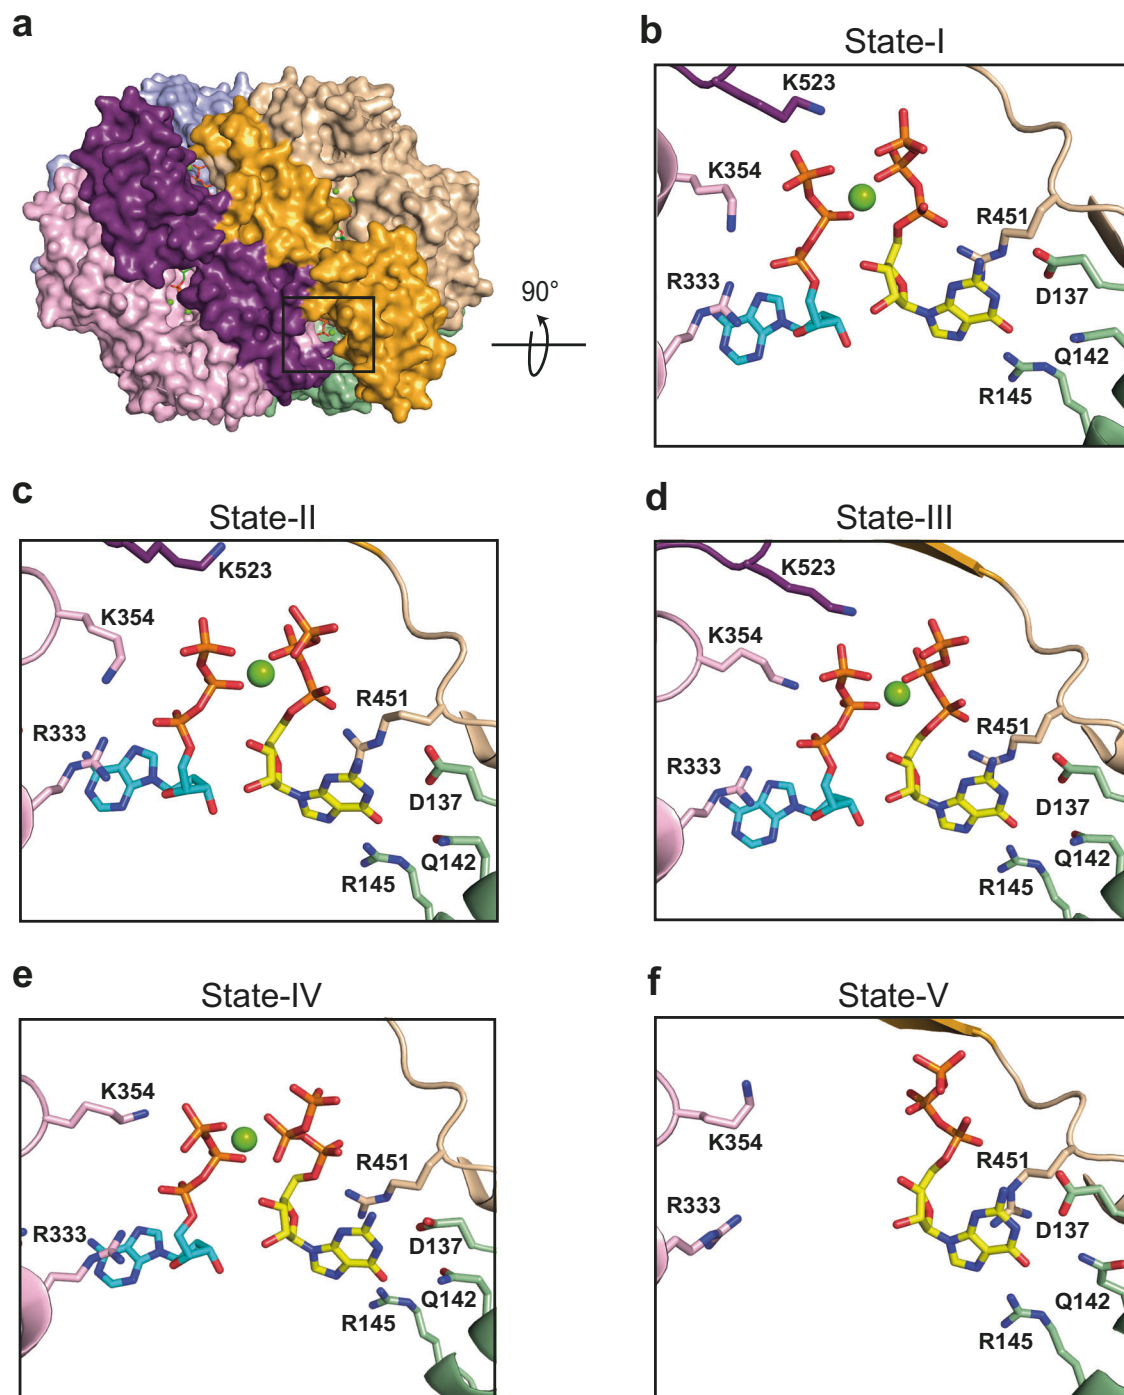 a
90°
b
State-I
K523
K354
R451
R333
D137
Q142
R145
c
State-II
K523
K354
R451
R333
D137
Q142
R145
d
State-III
K523
K354
R451
R333
D137
Q142
R145
e
State-IV
K354
R451
R333
D137
Q142
R145
f
State-V
K354
R451
R333
D137
Q142
R145